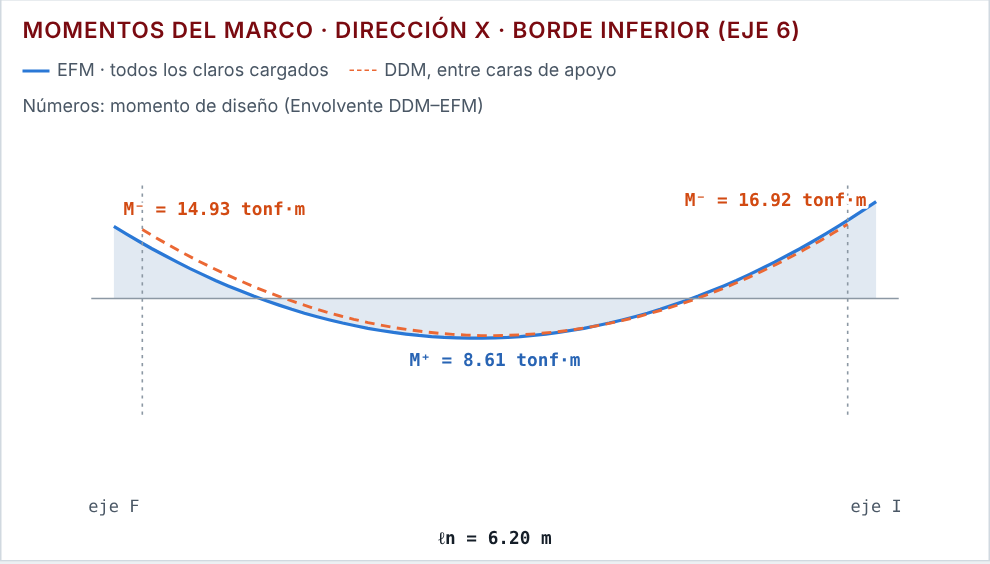 MOMENTOS DEL MARCO · DIRECCIÓN X · BORDE INFERIOR (EJE 6)
EFM · todos los claros cargados DDM, entre caras de apoyo
Números: momento de diseño (Envolvente DDM–EFM)
M⁻ = 14.93 tonf·m
M⁻ = 16.92 tonf·m
M⁺ = 8.61 tonf·m
eje F
eje I
ℓn = 6.20 m